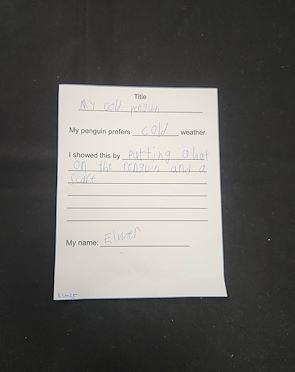 Title
My cold penguin
My penguin prefers cold weather.
I showed this by putting a hat
on the penguin and a
scarf
My name: Elmer
Elmer